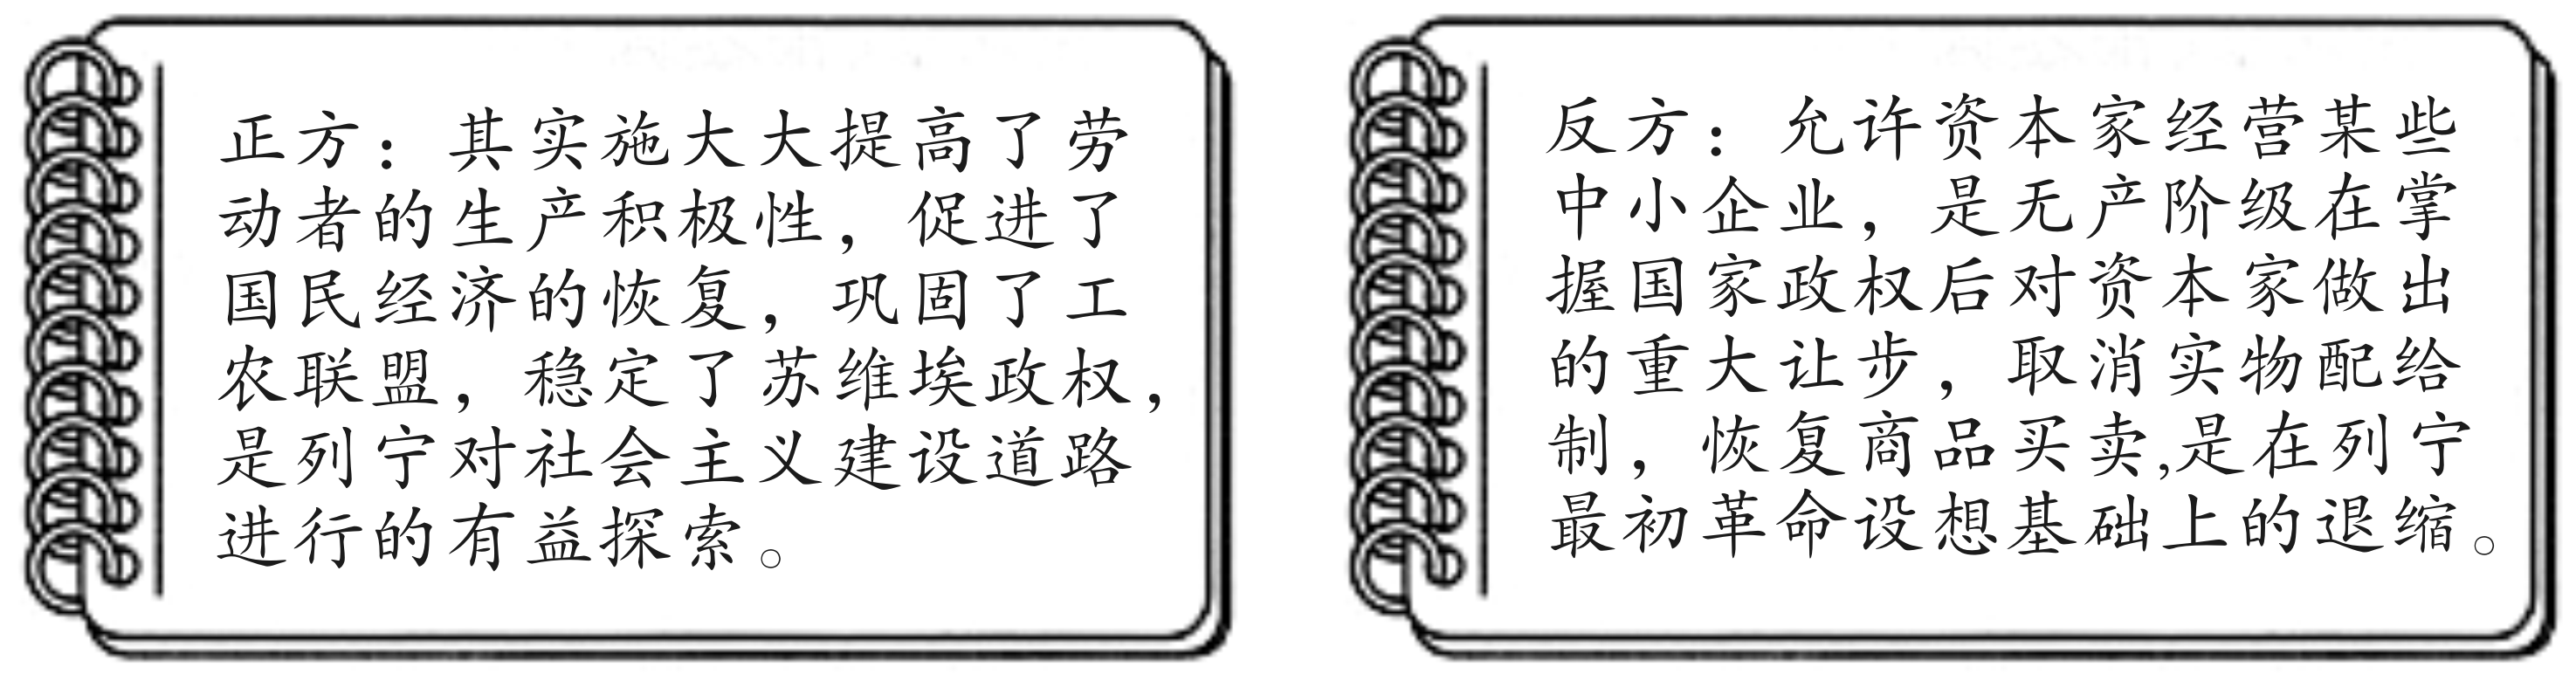 正方：其实施大大提高了劳
动者的生产积极性，促进了
国民经济的恢复，巩固了工
农联盟，稳定了苏维埃政权，
是列宁对社会主义建设道路
进行的有益探索。
反方：允许资本家经营某些
中小企业，是无产阶级在掌
握国家政权后对资本家做出
的重大让步，取消实物配给
制，恢复商品买卖,是在列宁
最初革命设想基础上的退缩。